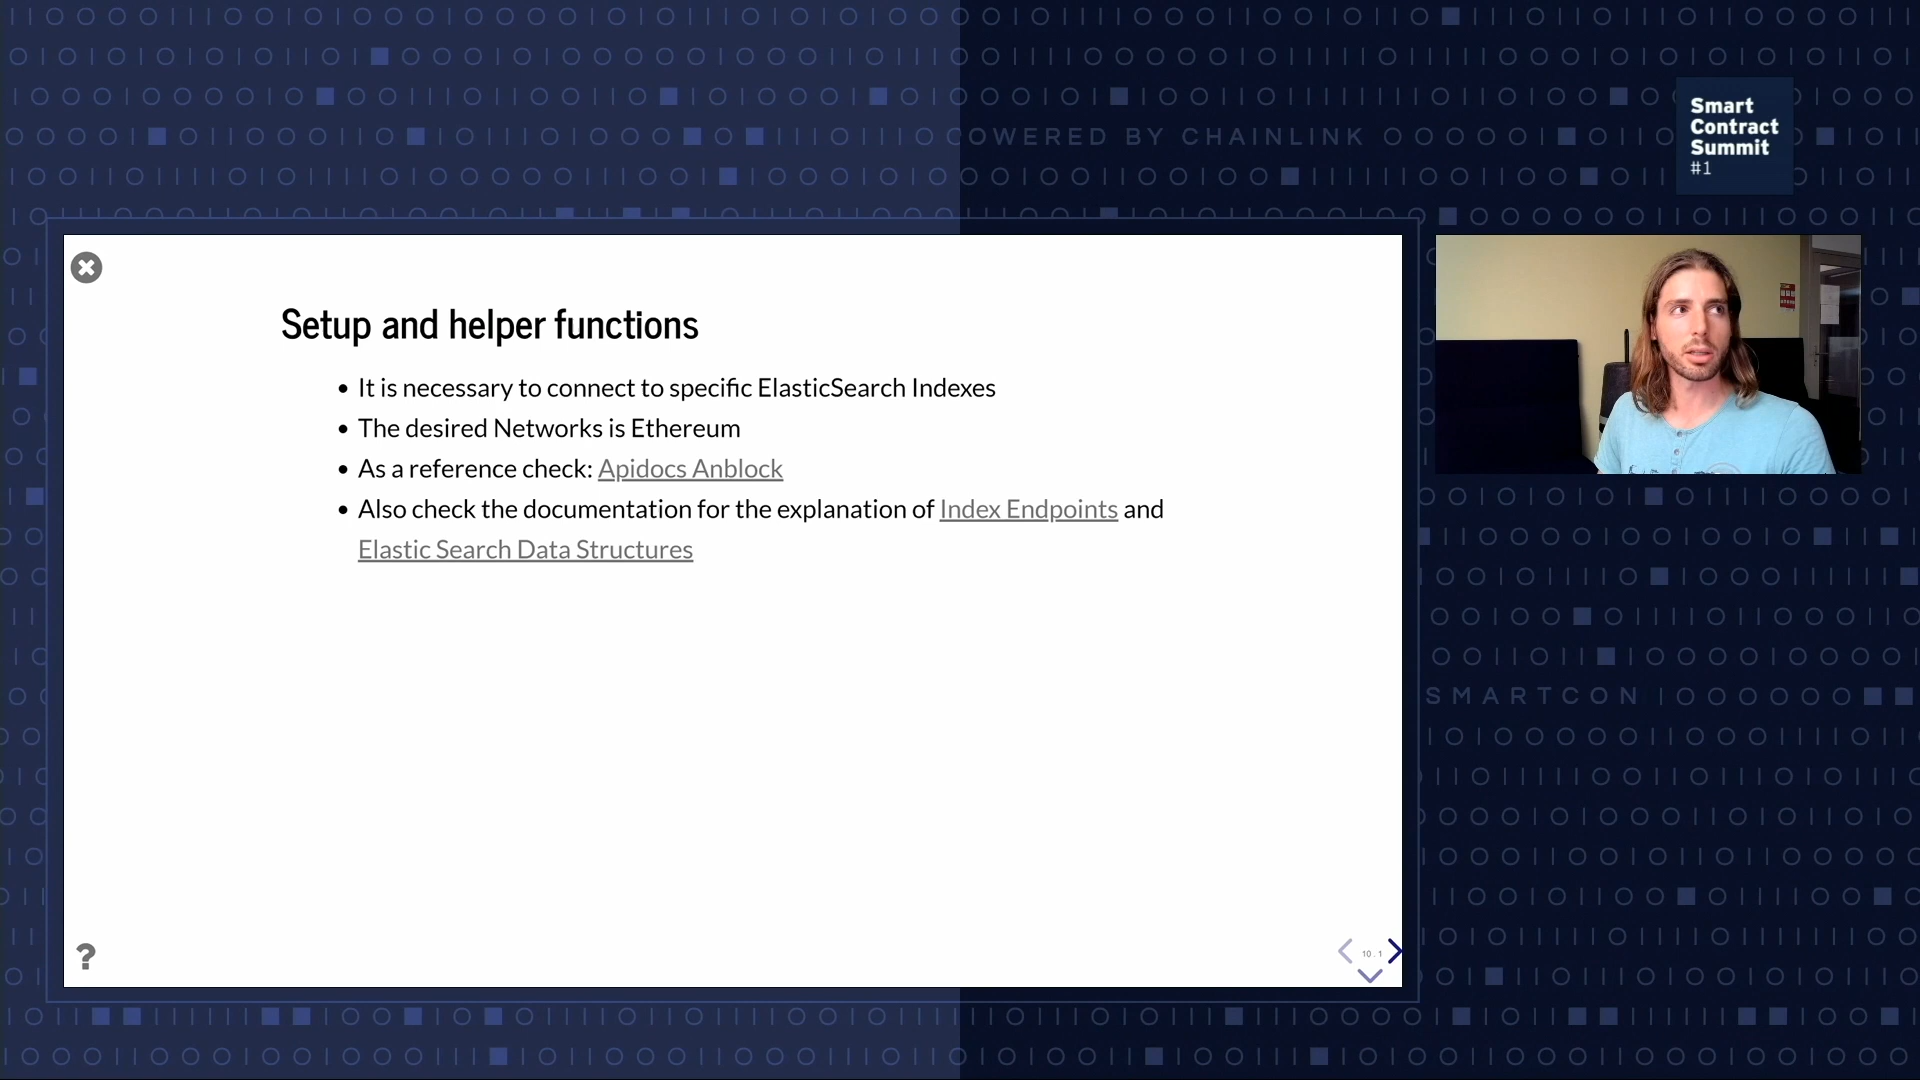 POWERED BY CHAINLINK
Smart
Contract
Summit
#1
Setup and helper functions
• It is necessary to connect to specific ElasticSearch Indexes
• The desired Networks is Ethereum
• As a reference check: Apidocs Anblock
• Also check the documentation for the explanation of Index Endpoints and
Elastic Search Data Structures
SMARTCON
?
10.1